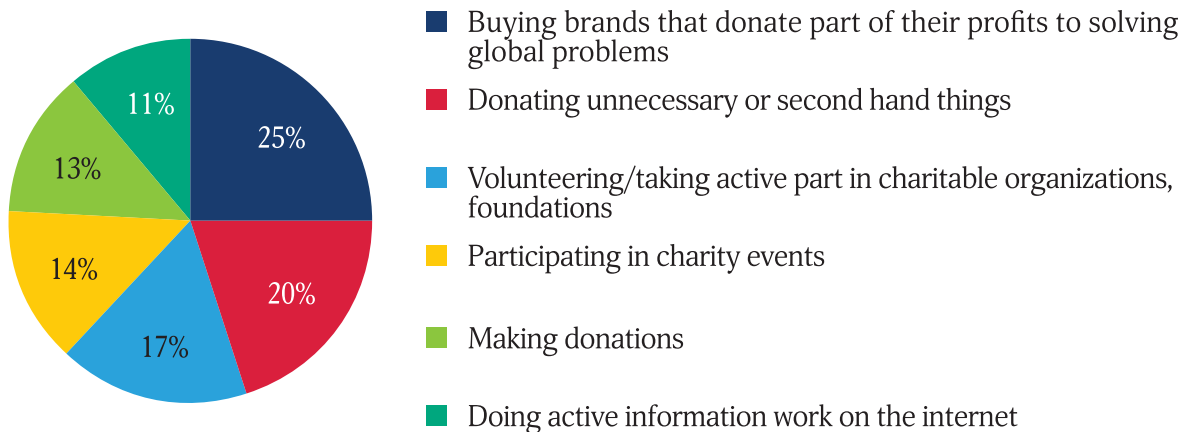 11%
25%
13%
14%
20%
17%
Buying brands that donate part of their profits to solving
global problems
Donating unnecessary or second hand things
Volunteering/taking active part in charitable organizations,
foundations
Participating in charity events
Making donations
Doing active information work on the internet